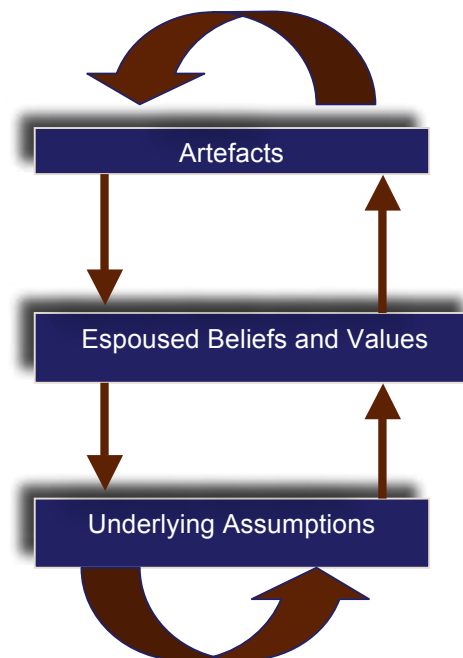 Artefacts
Espoused Beliefs and Values
Underlying Assumptions